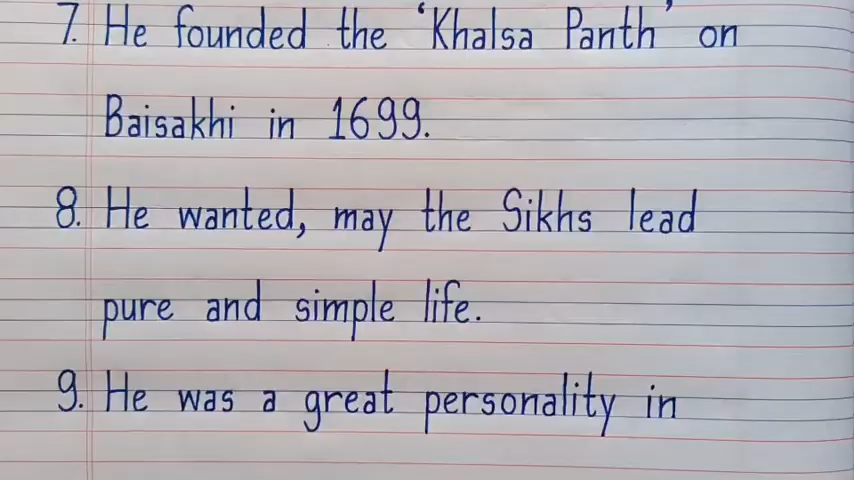 7. He founded the 'Khalsa Panth' on
Baisakhi in 1699.
8. He wanted, may the Sikhs lead
pure and simple life.
9. He was a great personality in